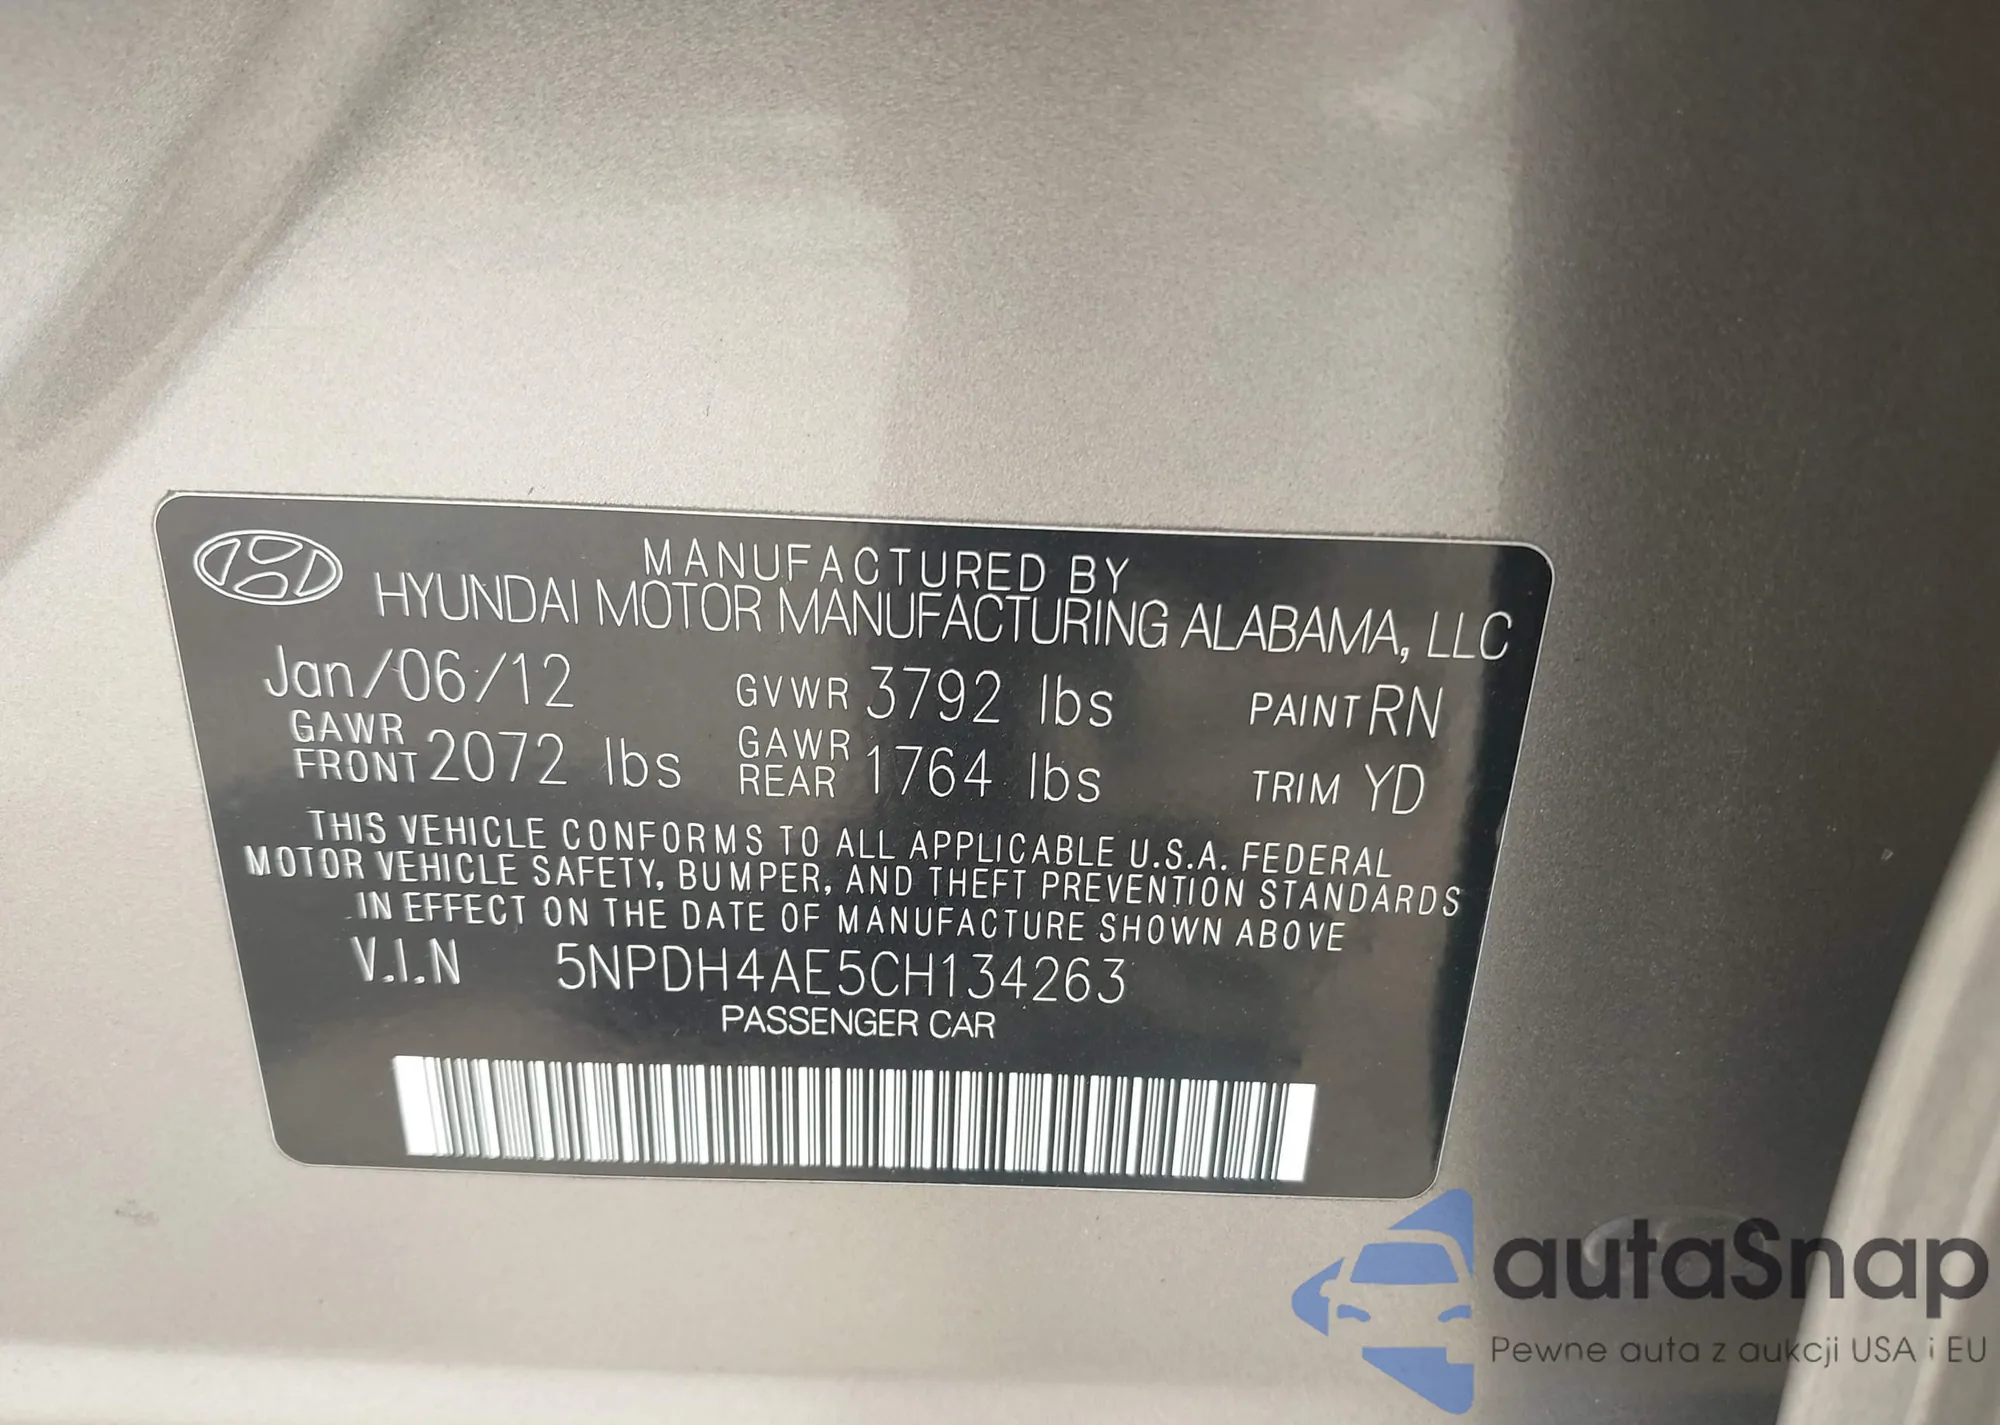 MANUFACTURED BY
HYUNDAI MOTOR MANUFACTURING ALABAMA, LLC
Jan/06/12 GVWR 3792 lbs PAINT RN
GAWR FRONT 2072 lbs GAWR REAR 1764 lbs TRIM YD
THIS VEHICLE CONFORMS TO ALL APPLICABLE U.S.A. FEDERAL
MOTOR VEHICLE SAFETY, BUMPER, AND THEFT PREVENTION STANDARDS
IN EFFECT ON THE DATE OF MANUFACTURE SHOWN ABOVE
V.I.N 5NPDH4AE5CH134263
PASSENGER CAR
autaSnap
Pewne auta z aukcji USA i EU